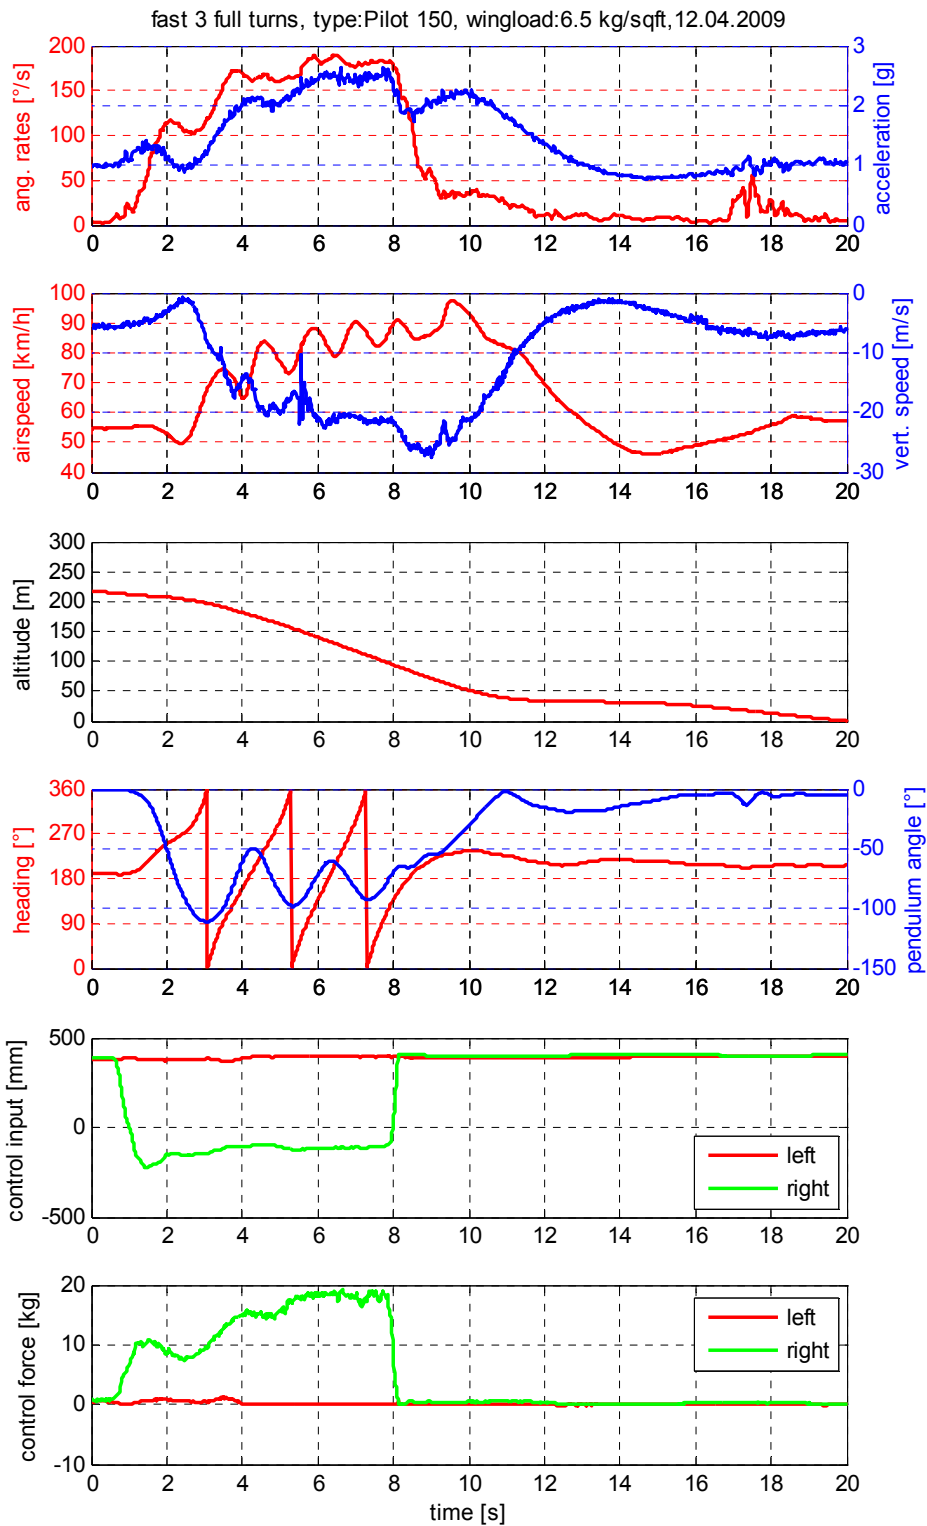 fast 3 full turns, type:Pilot 150, wingload:6.5 kg/sqft,12.04.2009
ang. rates [°/s]
200
150
100
50
0
3
2
1
0
acceleration [g]
0 2 4 6 8 10 12 14 16 18 20
airspeed [km/h]
100
90
80
70
60
50
40
0
-10
-20
-30
vert. speed [m/s]
0 2 4 6 8 10 12 14 16 18 20
altitude [m]
300
250
200
150
100
50
0
0 2 4 6 8 10 12 14 16 18 20
heading [°]
360
270
180
90
0
0
-50
-100
-150
pendulum angle [°]
0 2 4 6 8 10 12 14 16 18 20
control input [mm]
500
0
-500
left
right
0 2 4 6 8 10 12 14 16 18 20
control force [kg]
20
10
0
-10
left
right
0 2 4 6 8 10 12 14 16 18 20
time [s]